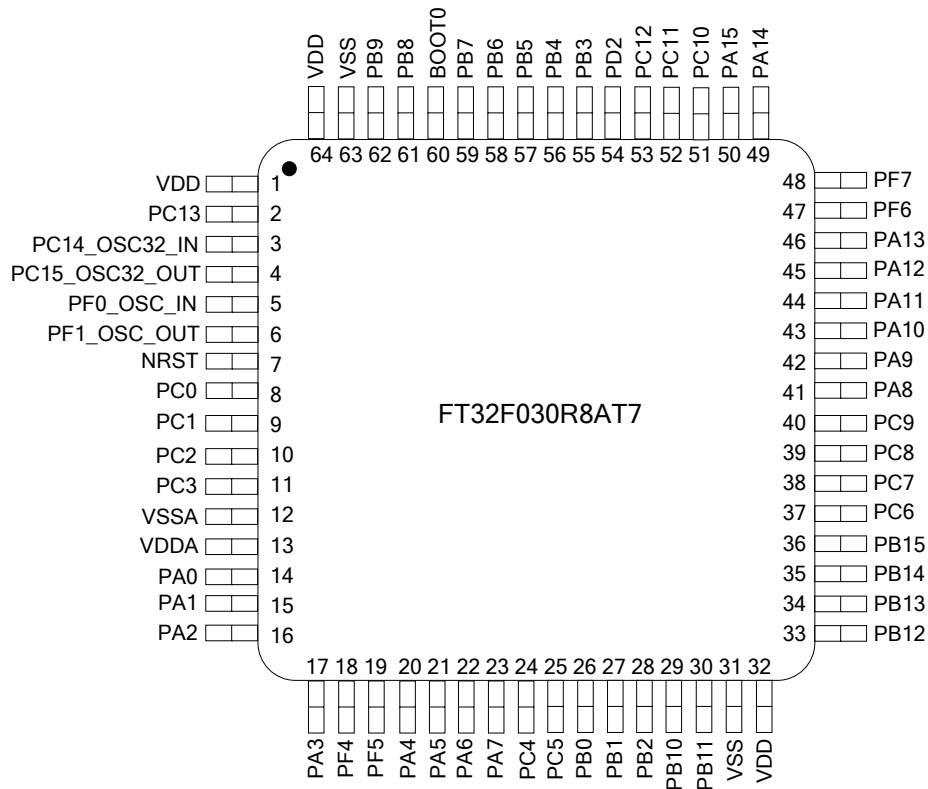 VDD
VSS
PB9
PB8
BOOT0
PB7
PB6
PB5
PB4
PB3
PD2
PC12
PC11
PC10
PA15
PA14
64 63 62 61 60 59 58 57 56 55 54 53 52 51 50 49
VDD 1
PC13 2
PC14_OSC32_IN 3
PC15_OSC32_OUT 4
PF0_OSC_IN 5
PF1_OSC_OUT 6
NRST 7
PC0 8
PC1 9
PC2 10
PC3 11
VSSA 12
VDDA 13
PA0 14
PA1 15
PA2 16
FT32F030R8AT7
48 PF7
47 PF6
46 PA13
45 PA12
44 PA11
43 PA10
42 PA9
41 PA8
40 PC9
39 PC8
38 PC7
37 PC6
36 PB15
35 PB14
34 PB13
33 PB12
17 18 19 20 21 22 23 24 25 26 27 28 29 30 31 32
PA3
PF4
PF5
PA4
PA5
PA6
PA7
PC4
PC5
PB0
PB1
PB2
PB10
PB11
VSS
VDD